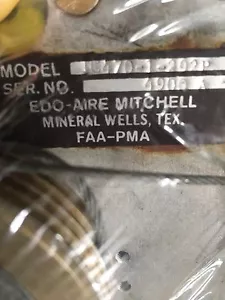 MODEL
SER. NO.
EDO-AIRE MITCHELL
MINERAL WELLS, TEX.
FAA-PMA